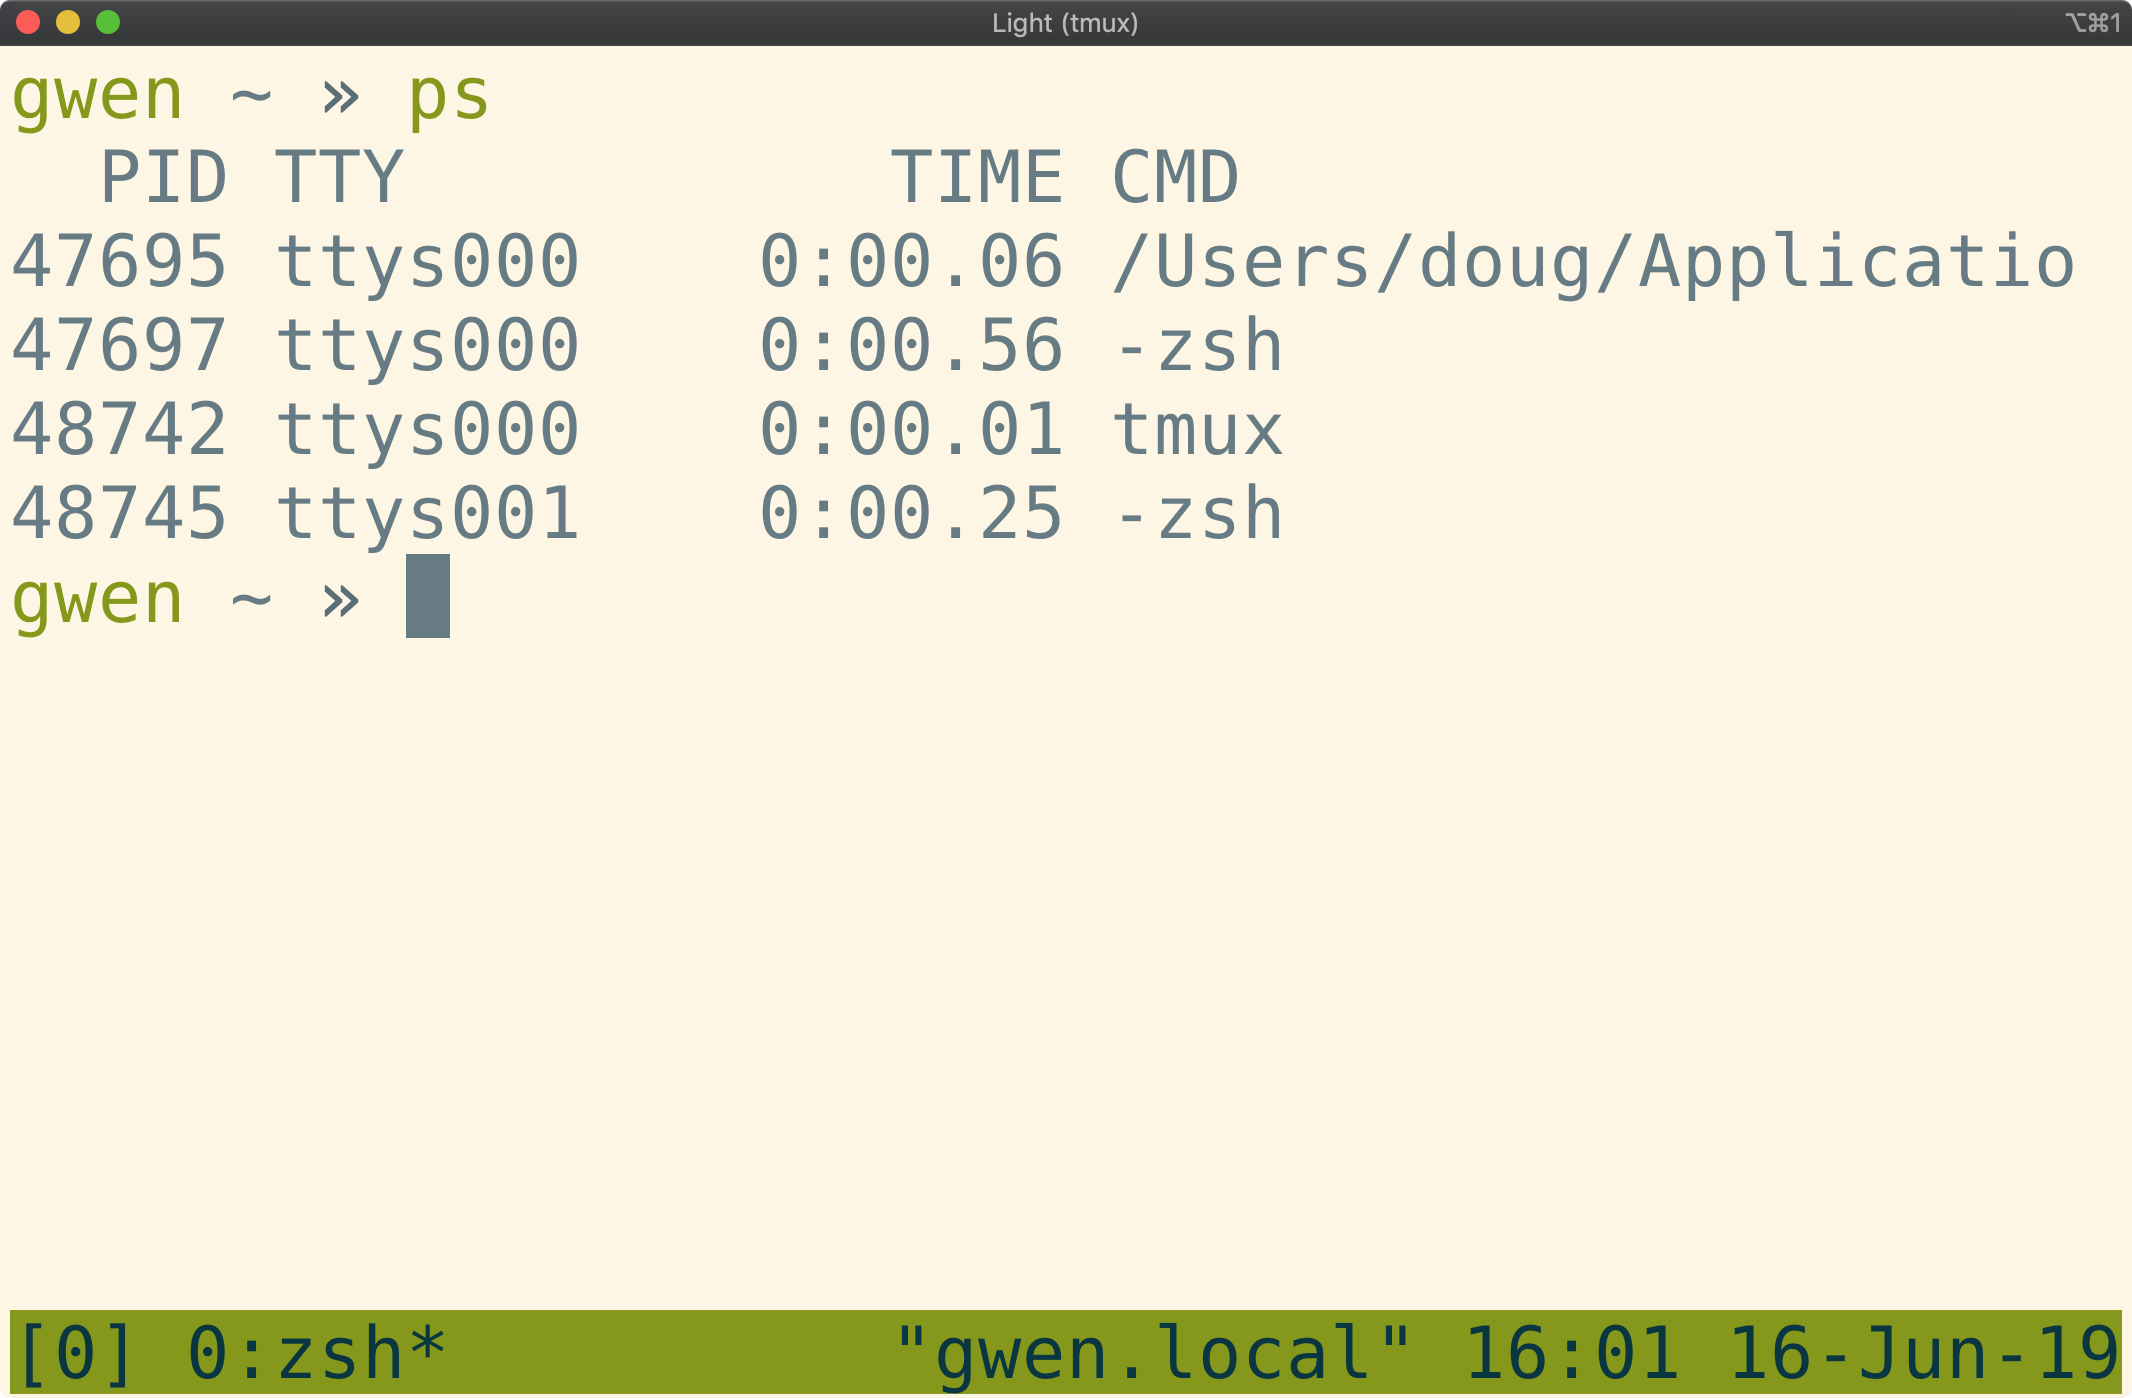 Light (tmux) ⌥⌘1
gwen ~ » ps
  PID TTY           TIME CMD
47695 ttys000    0:00.06 /Users/doug/Applicatio
47697 ttys000    0:00.56 -zsh
48742 ttys000    0:00.01 tmux
48745 ttys001    0:00.25 -zsh
gwen ~ »
[0] 0:zsh*          "gwen.local" 16:01 16-Jun-19